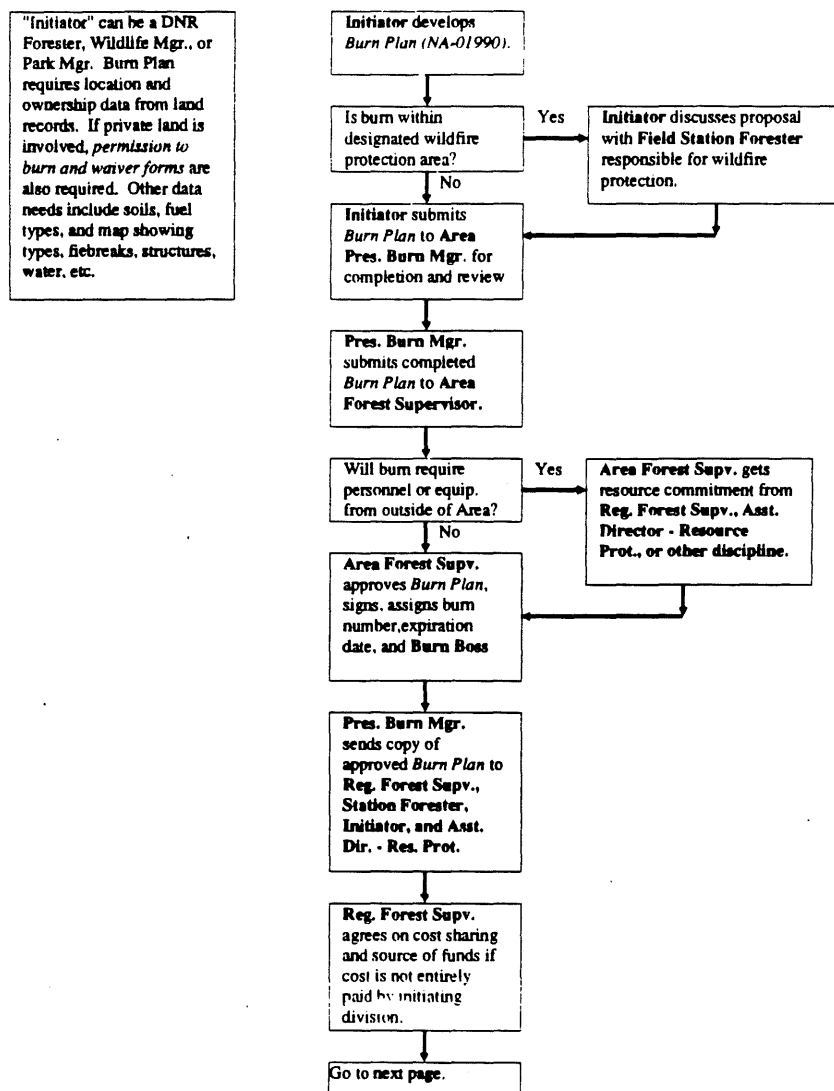 "Initiator" can be a DNR
Forester, Wildlife Mgr., or
Park Mgr. Burn Plan
requires location and
ownership data from land
records. If private land is
involved, permission to
burn and waiver forms are
also required. Other data
needs include soils, fuel
types, and map showing
types, fiebreaks, structures,
water, etc.
Initiator develops
Burn Plan (NA-01990).
Is burn within
designated wildfire
protection area?
Yes
Initiator discusses proposal
with Field Station Forester
responsible for wildfire
protection.
No
Initiator submits
Burn Plan to Area
Pres. Burn Mgr. for
completion and review
Pres. Burn Mgr.
submits completed
Burn Plan to Area
Forest Supervisor.
Will burn require
personnel or equip.
from outside of Area?
Yes
Area Forest Supv. gets
resource commitment from
Reg. Forest Supv., Asst.
Director - Resource
Prot., or other discipline.
No
Area Forest Supv.
approves Burn Plan,
signs, assigns burn
number,expiration
date, and Burn Boss
Pres. Burn Mgr.
sends copy of
approved Burn Plan to
Reg. Forest Supv.,
Station Forester,
Initiator, and Asst.
Dir. - Res. Prot.
Reg. Forest Supv.
agrees on cost sharing
and source of funds if
cost is not entirely
paid by initiating
division.
Go to next page.